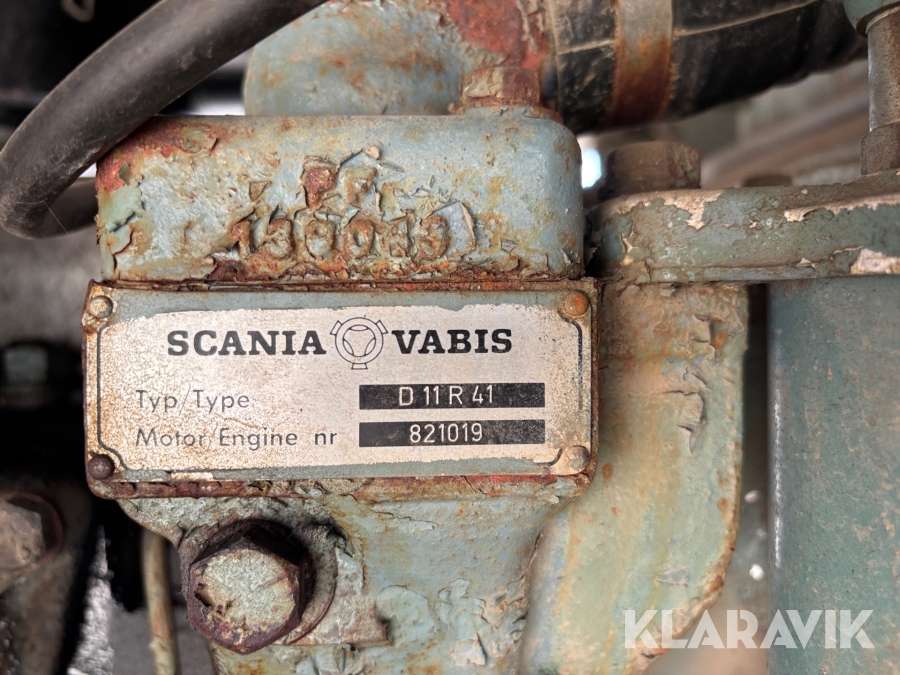 SCANIA VABIS
Typ/Type D 11 R 41
Motor/Engine nr 821019
KLARAVIK